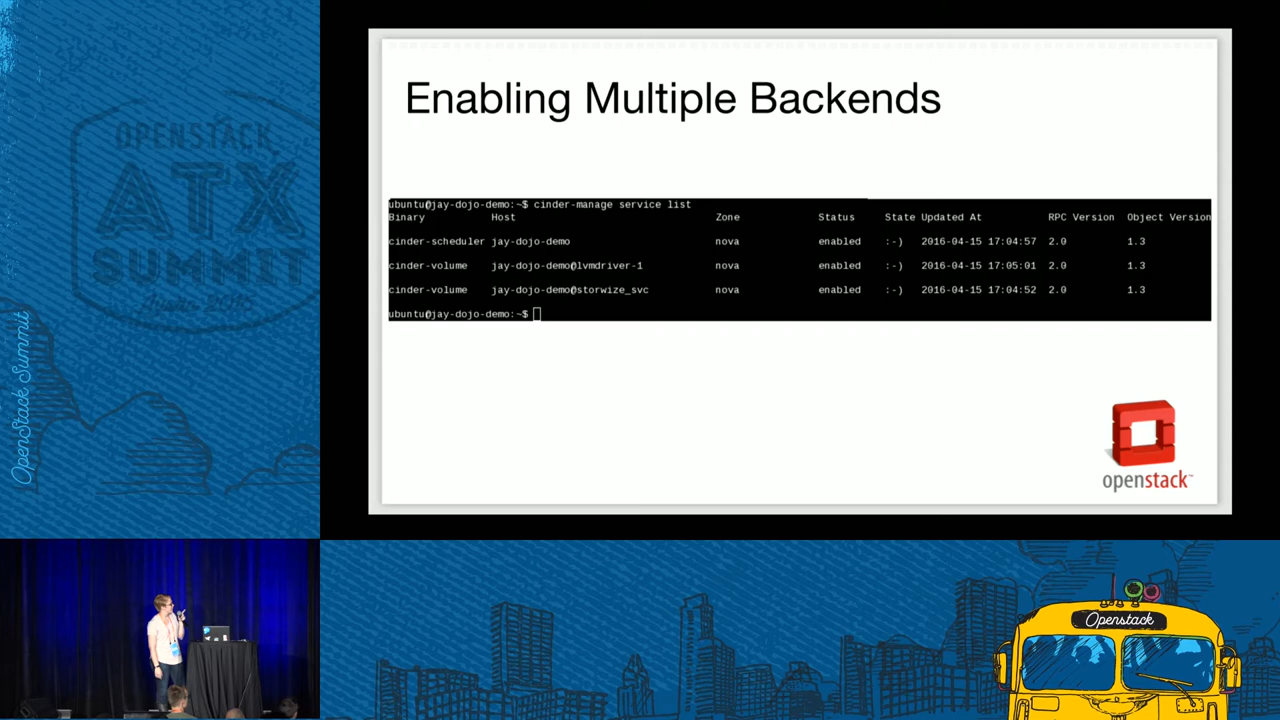 OPENSTACK
ATX
SUMMIT
OpenStack Summit
Enabling Multiple Backends
ubuntu@jay-dojo-demo:~$ cinder-manage service list
Binary Host Zone Status State Updated At RPC Version Object Version
cinder-scheduler jay-dojo-demo nova enabled :-) 2016-04-15 17:04:57 2.0 1.3
cinder-volume jay-dojo-demo@lvmdriver-1 nova enabled :-) 2016-04-15 17:05:01 2.0 1.3
cinder-volume jay-dojo-demo@storwize_svc nova enabled :-) 2016-04-15 17:04:52 2.0 1.3
ubuntu@jay-dojo-demo:~$
openstack™
Openstack